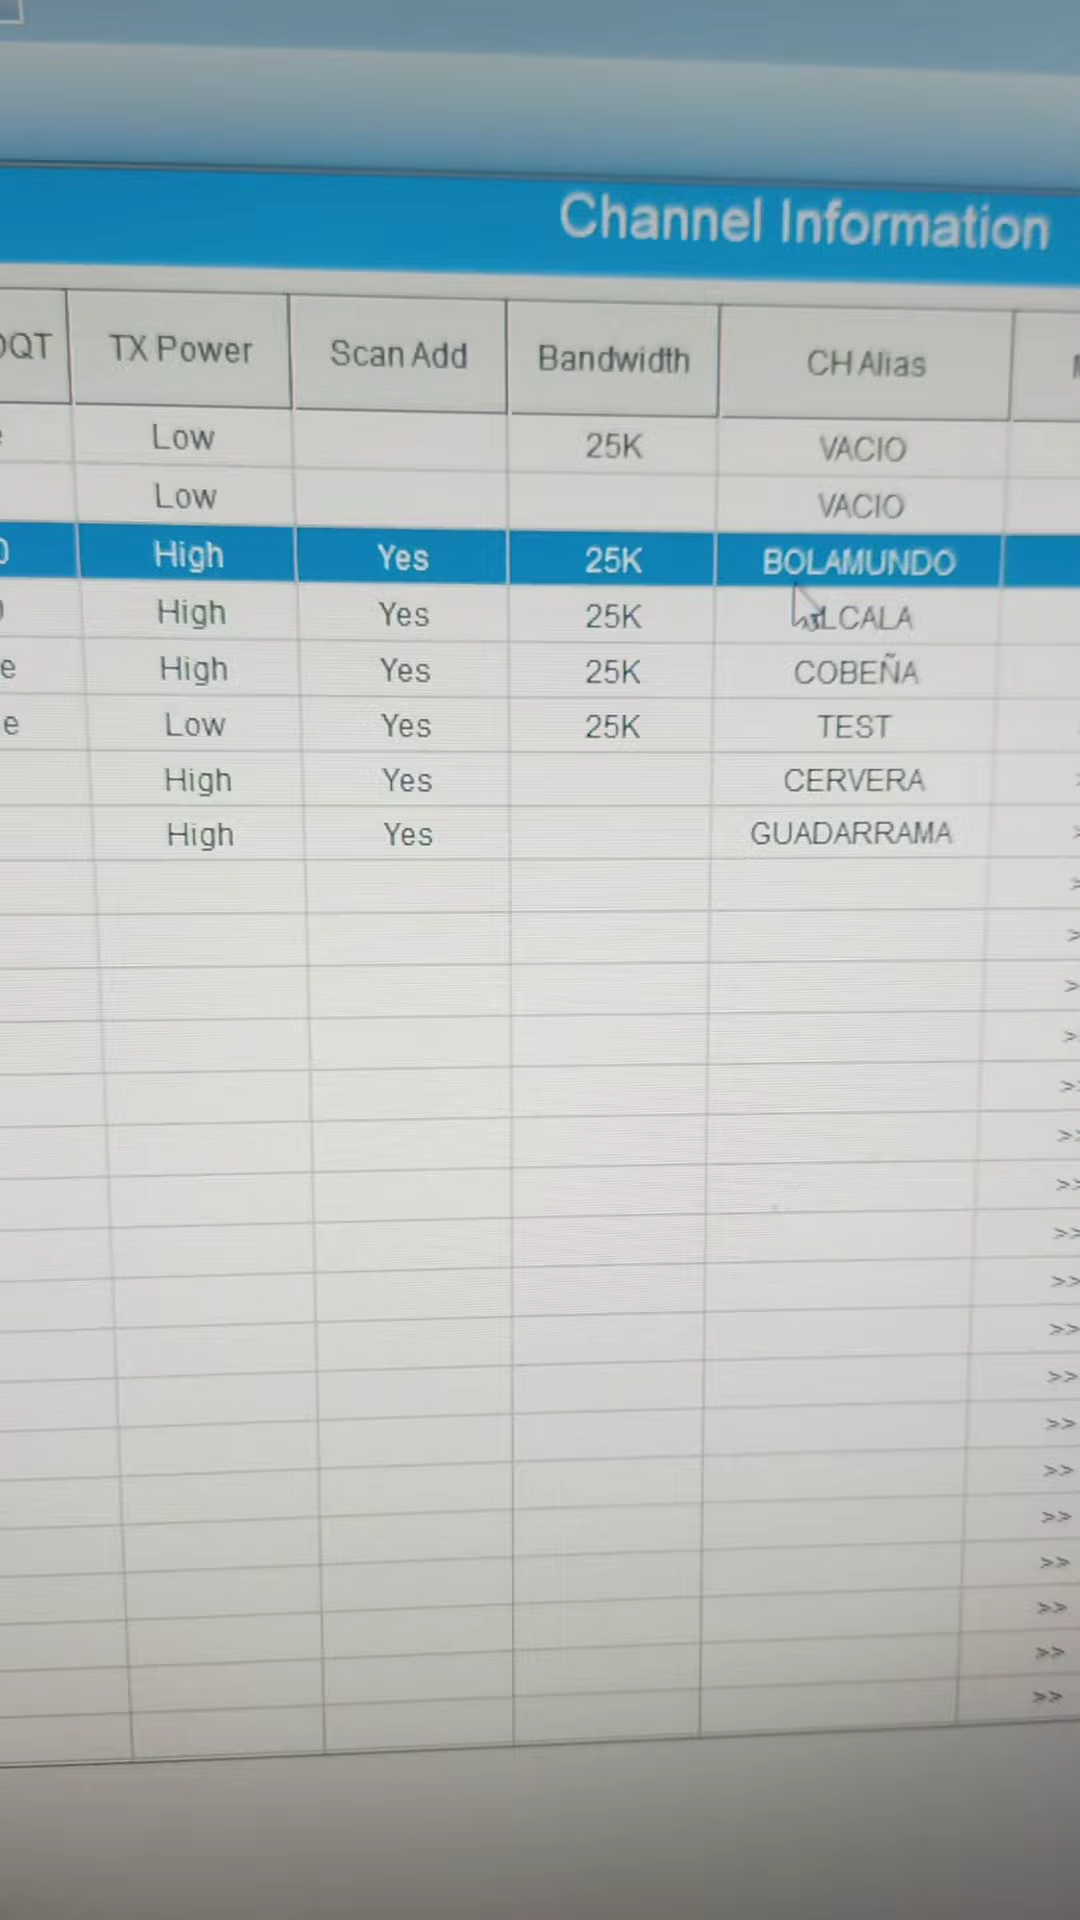 Channel Information
QT TX Power Scan Add Bandwidth CH Alias
Low 25K VACIO
Low VACIO
High Yes 25K BOLAMUNDO
High Yes 25K LCALA
e High Yes 25K COBEÑA
e Low Yes 25K TEST
High Yes CERVERA
High Yes GUADARRAMA
>
>
>
>
>>
>>
>>
>>
>>
>>
>>
>>
>>
>>
>>
>>
>>